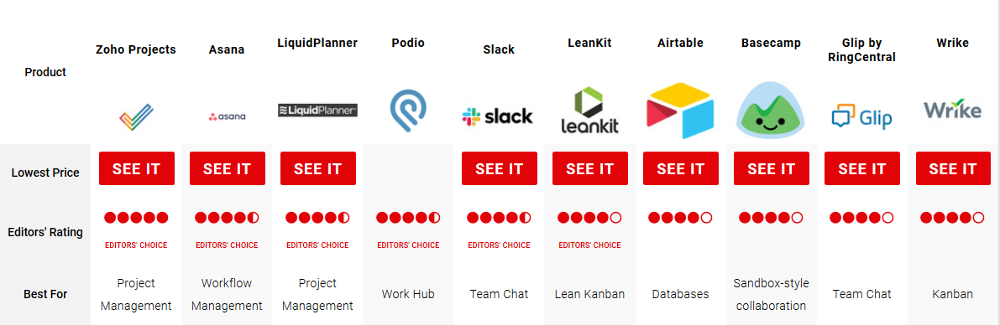 Product
Zoho Projects
Asana
LiquidPlanner
Podio
Slack
LeanKit
Airtable
Basecamp
Glip by
RingCentral
Wrike
asana
LiquidPlanner
slack
leankit
Glip
Wrike
Lowest Price
SEE IT
SEE IT
SEE IT
SEE IT
SEE IT
SEE IT
SEE IT
SEE IT
SEE IT
Editors' Rating
EDITORS' CHOICE
EDITORS' CHOICE
EDITORS' CHOICE
EDITORS' CHOICE
EDITORS' CHOICE
EDITORS' CHOICE
Best For
Project
Management
Workflow
Management
Project
Management
Work Hub
Team Chat
Lean Kanban
Databases
Sandbox-style
collaboration
Team Chat
Kanban